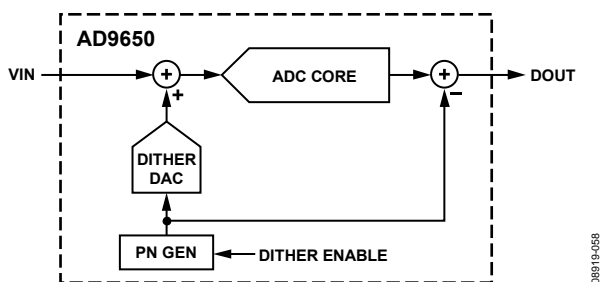 AD9650
VIN
+
+
ADC CORE
+
−
DOUT
DITHER
DAC
PN GEN
DITHER ENABLE
08919-058